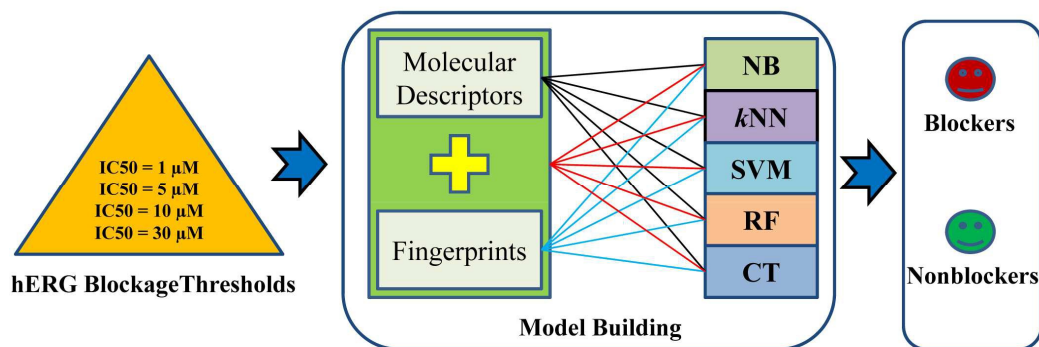 IC50 = 1 µM
IC50 = 5 µM
IC50 = 10 µM
IC50 = 30 µM
hERG BlockageThresholds
Molecular
Descriptors
Fingerprints
NB
kNN
SVM
RF
CT
Model Building
Blockers
Nonblockers